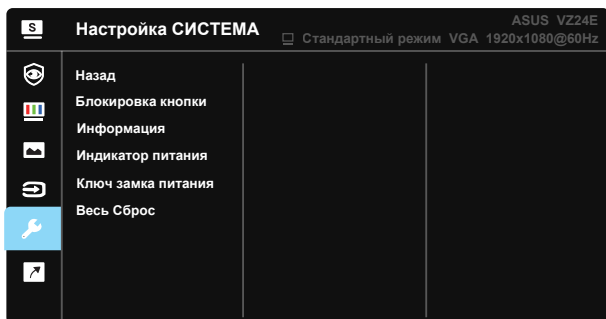 S
Настройка СИСТЕМА
ASUS VZ24E
Стандартный режим VGA 1920x1080@60Hz
Назад
Блокировка кнопки
Информация
Индикатор питания
Ключ замка питания
Весь Сброс